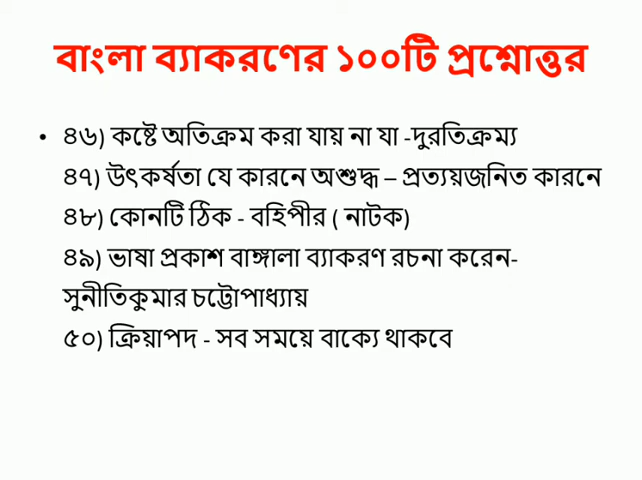 বাংলা ব্যাকরণের ১০০টি প্রশ্নোত্তর
• ৪৬) কষ্টে অতিক্রম করা যায় না যা -দুরতিক্রম্য
৪৭) উৎকর্ষতা যে কারনে অশুদ্ধ – প্রত্যয়জনিত কারনে
৪৮) কোনটি ঠিক - বহিপীর ( নাটক)
৪৯) ভাষা প্রকাশ বাঙ্গালা ব্যাকরণ রচনা করেন-
সুনীতিকুমার চট্টোপাধ্যায়
৫০) ক্রিয়াপদ - সব সময়ে বাক্যে থাকবে